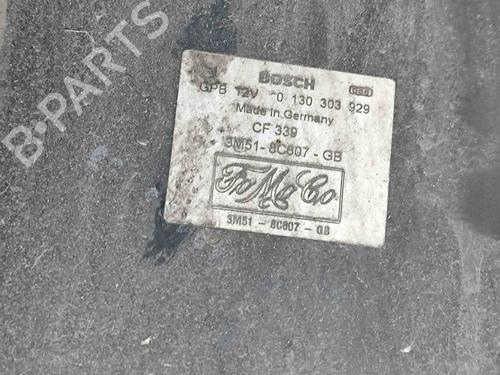 B-PARTS
BOSCH
GPB 12V 0 130 303 929
Made in Germany
CF 339
3M51-8C607-GB
FoMoCo
3M51 - 8C607 - GB